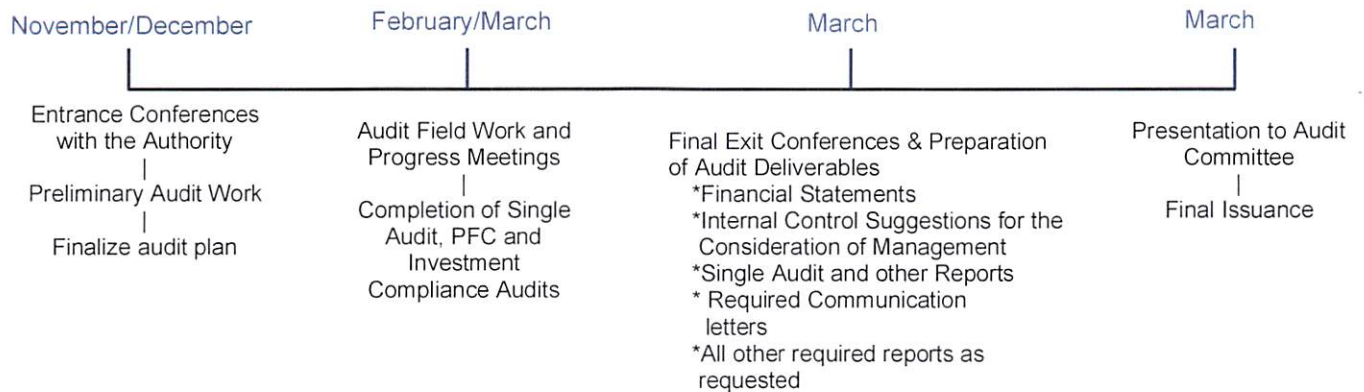 November/December
February/March
March
March
Entrance Conferences
with the Authority
|
Preliminary Audit Work
|
Finalize audit plan
Audit Field Work and
Progress Meetings
|
Completion of Single
Audit, PFC and
Investment
Compliance Audits
Final Exit Conferences & Preparation
of Audit Deliverables
*Financial Statements
*Internal Control Suggestions for the
Consideration of Management
*Single Audit and other Reports
* Required Communication
letters
*All other required reports as
requested
Presentation to Audit
Committee
|
Final Issuance